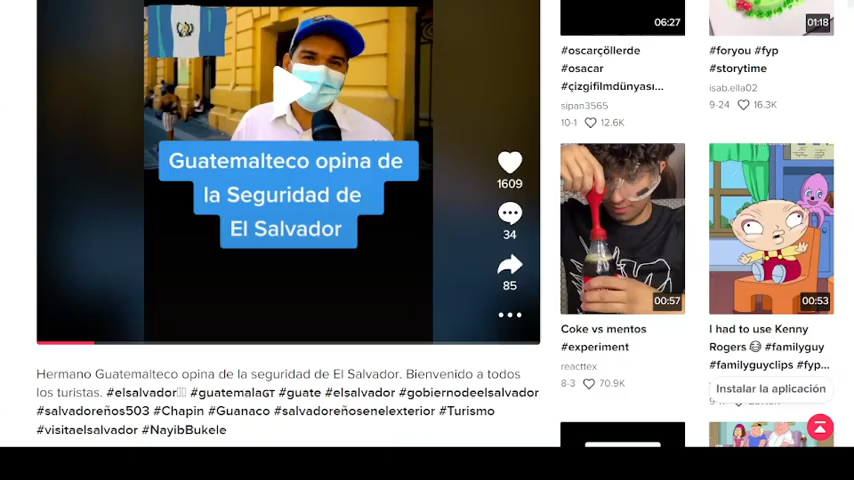 Guatemalteco opina de
la Seguridad de
El Salvador
1609
34
85
Hermano Guatemalteco opina de la seguridad de El Salvador. Bienvenido a todos
los turistas. #elsalvador #guatemalaGT #guate #elsalvador #gobiernodeelsalvador
#salvadoreños503 #Chapin #Guanaco #salvadoreñosenelexterior #Turismo
#visitaelsalvador #NayibBukele
06:27
#oscarçöllerde
#osacar
#çizgifilmdünyası...
sipan3565
10-1 12.6K
01:18
#foryou #fyp
#storytime
isab.ella02
9-24 16.3K
00:57
Coke vs mentos
#experiment
reacttex
8-3 70.9K
00:53
I had to use Kenny
Rogers 😂 #familyguy
#familyguyclips #fyp...
Instalar la aplicación